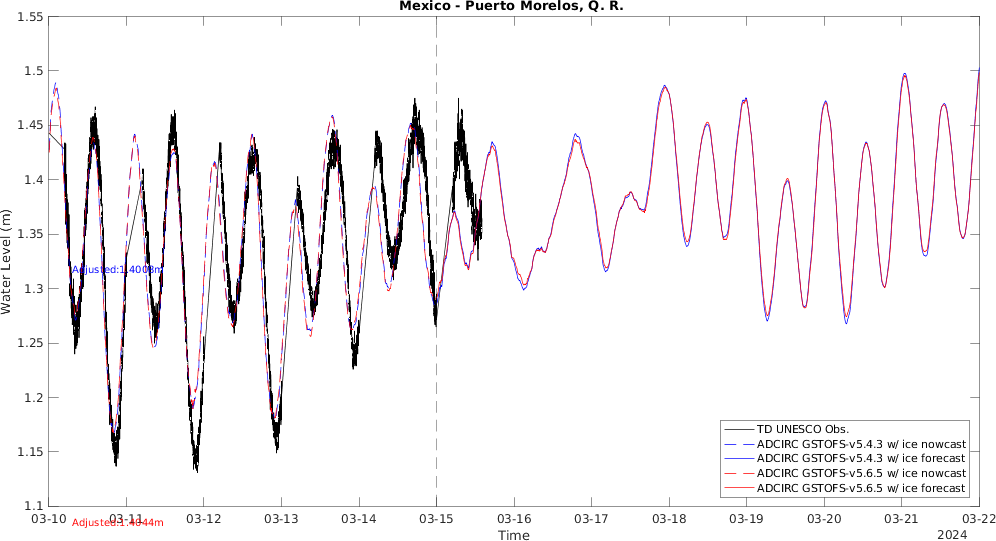 Mexico - Puerto Morelos, Q. R.
1.55
1.5
1.45
1.4
1.35
1.3
1.25
1.2
1.15
1.1
Water Level (m)
Adjusted:1.4008m
Adjusted:1.4044m
TD UNESCO Obs.
ADCIRC GSTOFS-v5.4.3 w/ ice nowcast
ADCIRC GSTOFS-v5.4.3 w/ ice forecast
ADCIRC GSTOFS-v5.6.5 w/ ice nowcast
ADCIRC GSTOFS-v5.6.5 w/ ice forecast
03-10 03-11 03-12 03-13 03-14 03-15 03-16 03-17 03-18 03-19 03-20 03-21 03-22
Time
2024